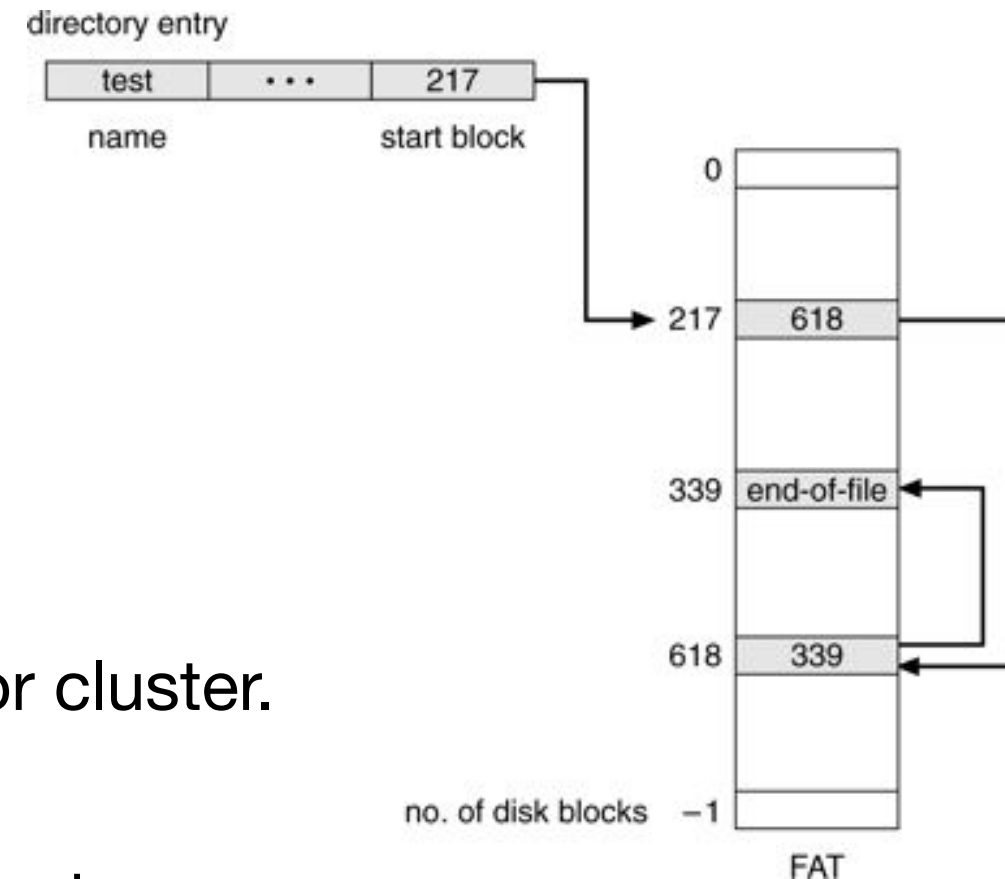 directory entry
test ... 217
name start block
0
217 618
339 end-of-file
618 339
or cluster.
no. of disk blocks −1
FAT